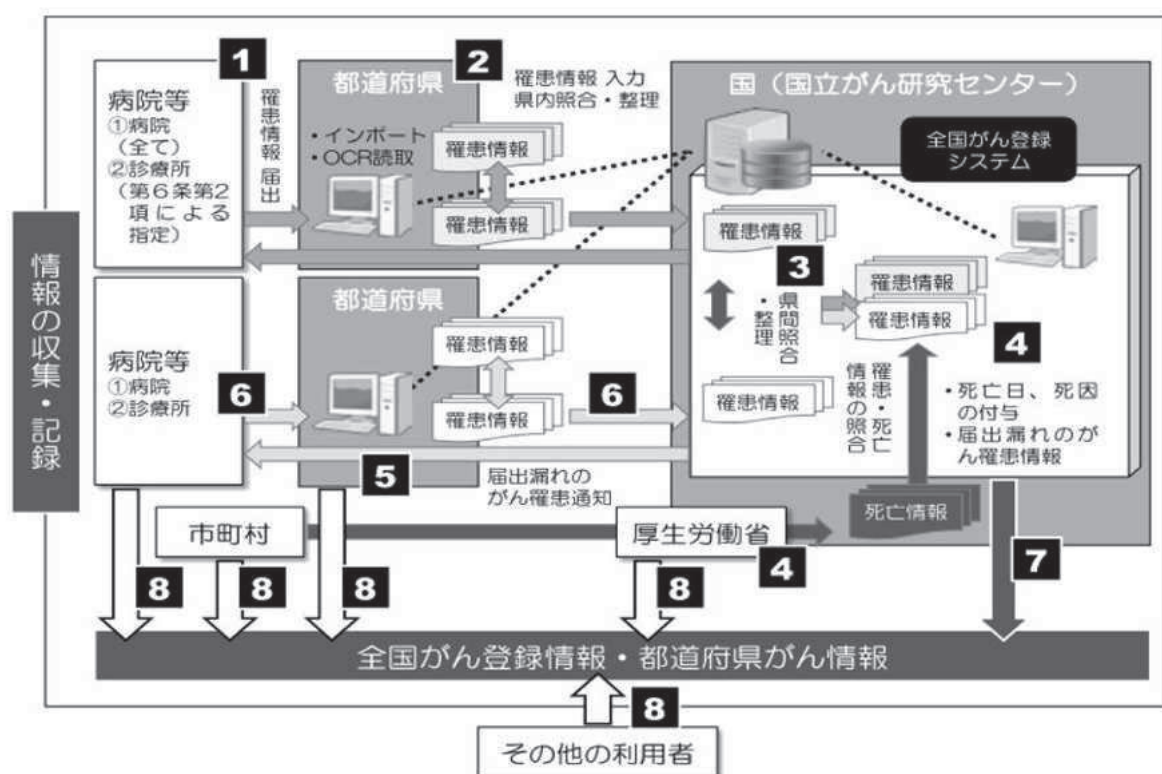 情報の収集・記録
1
病院等
①病院
(全て)
②診療所
(第6条第2
項による
指定)
罹患情報 届出
2
都道府県
・インポート
・OCR読取
罹患情報 入力
県内照合・整理
罹患情報
罹患情報
国(国立がん研究センター)
全国がん登録
システム
罹患情報
3
県間照合
・整理
罹患情報
罹患情報
罹患情報
4
・死亡日、死因
の付与
・届出漏れのが
ん罹患情報
罹患・死亡
情報の照合
死亡情報
病院等
①病院
②診療所
6
都道府県
罹患情報
罹患情報
6
5
届出漏れの
がん罹患通知
市町村
厚生労働省
4
7
8
8
8
8
全国がん登録情報・都道府県がん情報
8
その他の利用者